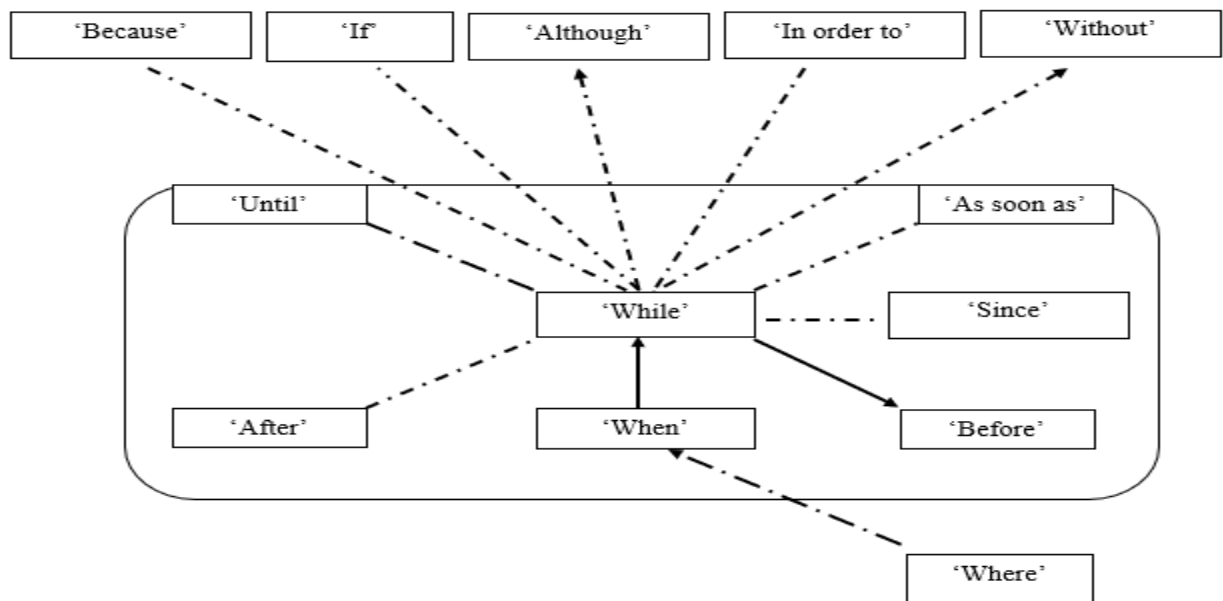 ‘Because’
‘If’
‘Although’
‘In order to’
‘Without’
‘Until’
‘As soon as’
‘While’
‘Since’
‘After’
‘When’
‘Before’
‘Where’